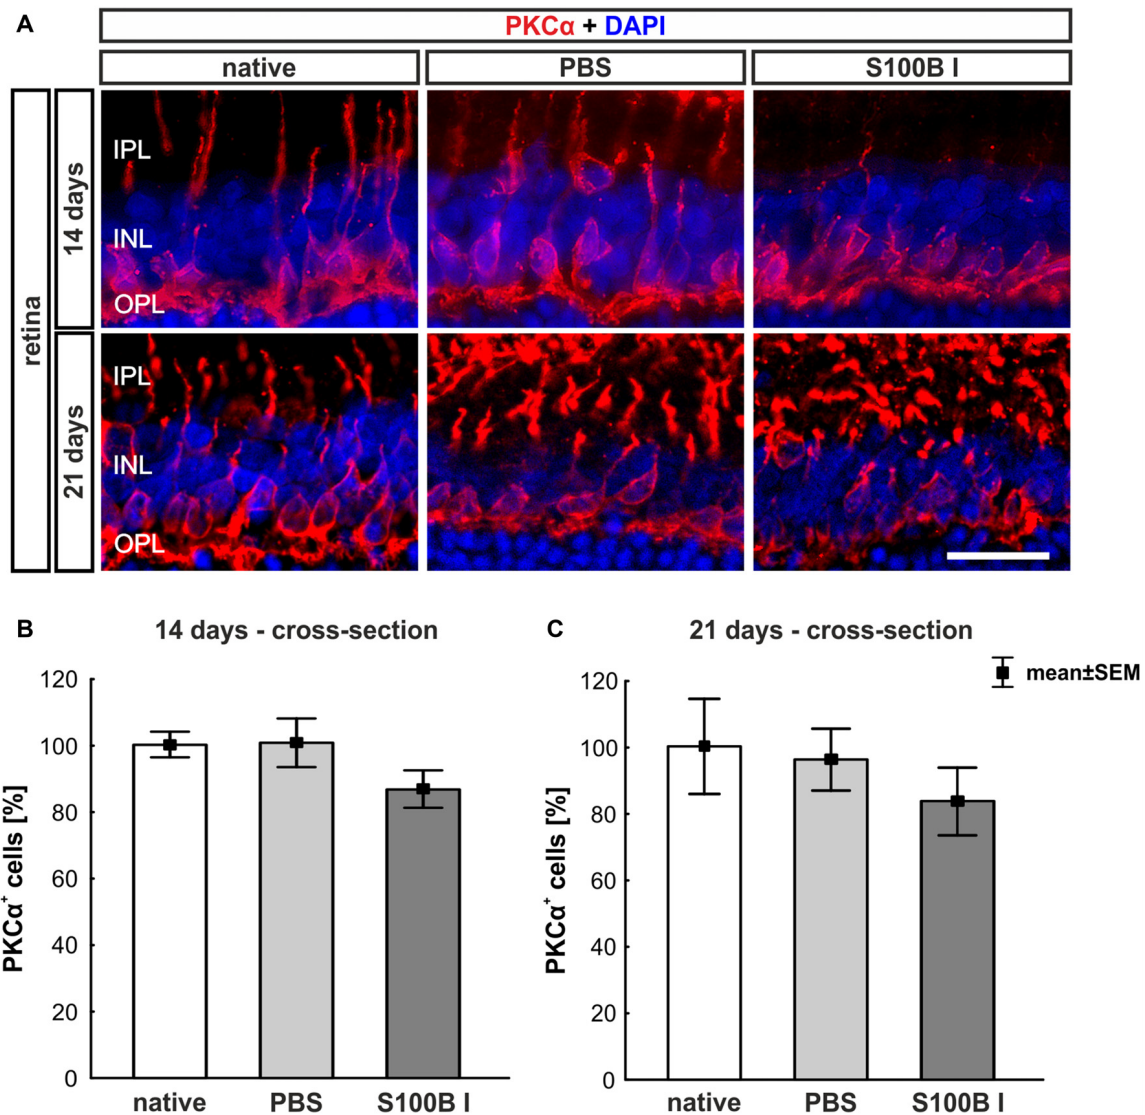 A
PKCα + DAPI
native
PBS
S100B I
retina
14 days
IPL
INL
OPL
21 days
IPL
INL
OPL
B
14 days - cross-section
PKCα⁺ cells [%]
120
100
80
60
40
20
0
native
PBS
S100B I
C
21 days - cross-section
mean±SEM
PKCα⁺ cells [%]
120
100
80
60
40
20
0
native
PBS
S100B I